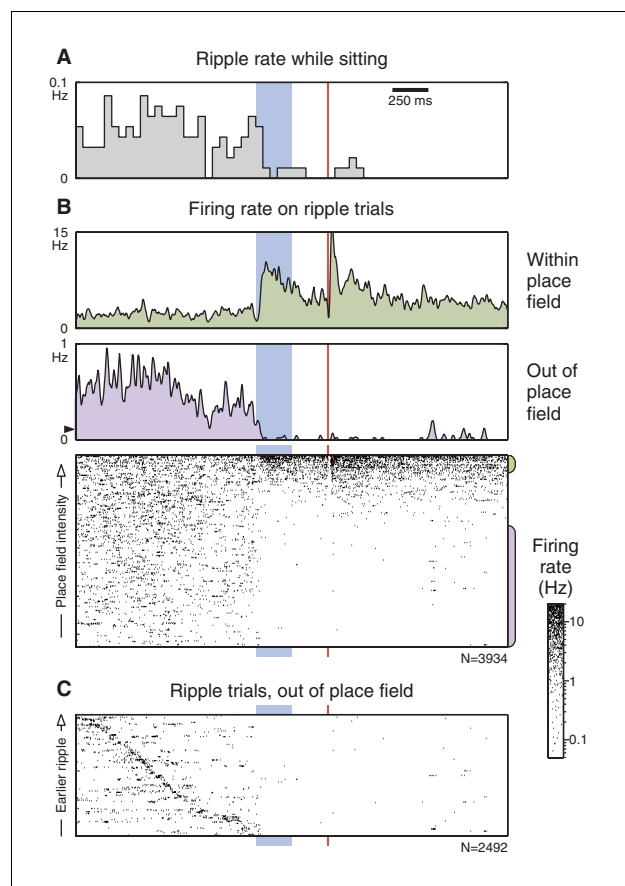 A
Ripple rate while sitting
0.1
Hz
0
250 ms
B
Firing rate on ripple trials
15
Hz
0
Within
place
field
1
Hz
0
Out of
place
field
Place field intensity
N=3934
Firing
rate
(Hz)
10
1
0.1
C
Ripple trials, out of place field
Earlier ripple
N=2492